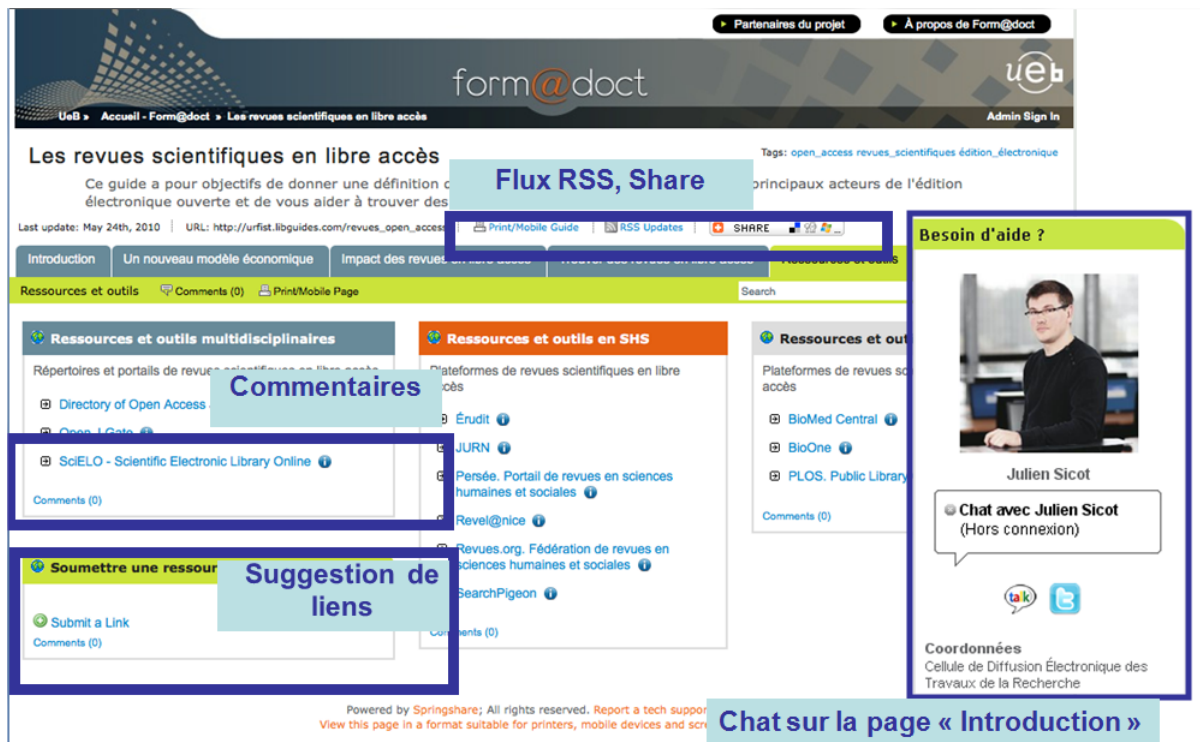 Partenaires du projet
À propos de Form@doct
form@doct
ueb
UeB » Accueil - Form@doct » Les revues scientifiques en libre accès
Admin Sign In
Les revues scientifiques en libre accès
Tags: open_access revues_scientifiques édition_électronique
Ce guide a pour objectifs de donner une définition
principaux acteurs de l'édition
électronique ouverte et de vous aider à trouver des
Flux RSS, Share
Last update: May 24th, 2010 | URL: http://urfist.libguides.com/revues_open_access | Print/Mobile Guide | RSS Updates | SHARE
Introduction
Un nouveau modèle économique
Impact des revues en libre accès
Trouver des revues en libre accès
Ressources et outils
Ressources et outils Comments (0) Print/Mobile Page
Search
Ressources et outils multidisciplinaires
Répertoires et portails de revues scientifiques en libre accès
Commentaires
Directory of Open Access
Open J-Gate
SciELO - Scientific Electronic Library Online
Comments (0)
Soumettre une ressour
Suggestion de
liens
Submit a Link
Comments (0)
Ressources et outils en SHS
Plateformes de revues scientifiques en libre
accès
Érudit
JURN
Persée. Portail de revues en sciences
humaines et sociales
Revel@nice
Revues.org. Fédération de revues en
sciences humaines et sociales
SearchPigeon
Comments (0)
Ressources et out
Plateformes de revues sc
accès
BioMed Central
BioOne
PLOS. Public Library
Comments (0)
Besoin d'aide ?
Julien Sicot
Chat avec Julien Sicot
(Hors connexion)
talk
Coordonnées
Cellule de Diffusion Électronique des
Travaux de la Recherche
Powered by Springshare; All rights reserved. Report a tech suppor
View this page in a format suitable for printers, mobile devices and scre
Chat sur la page « Introduction »